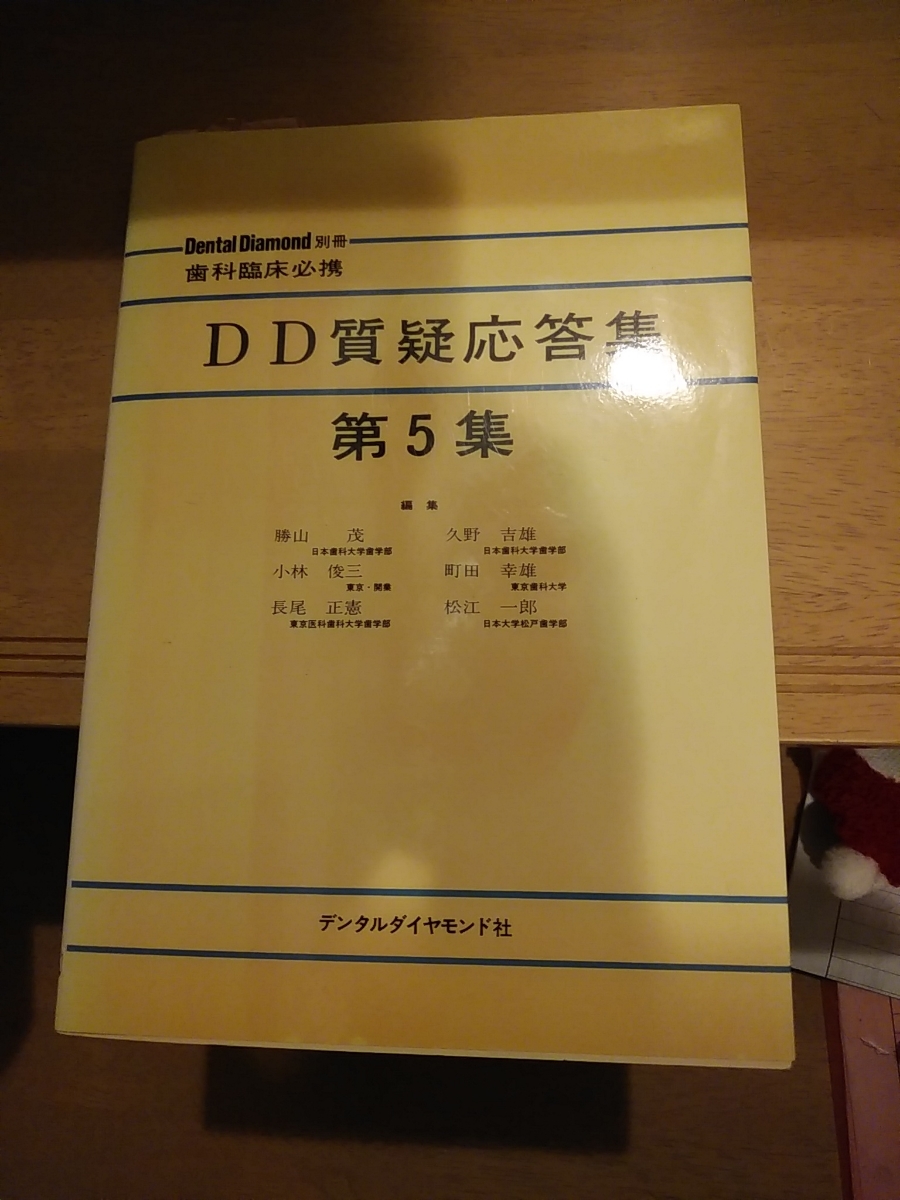 Dental Diamond 別冊
歯科臨床必携
DD質疑応答集
第5集
編集
勝山 茂 久野 吉雄
日本歯科大学歯学部 日本歯科大学歯学部
小林 俊三 町田 幸雄
東京・開業 東京歯科大学
長尾 正憲 松江 一郎
東京医科歯科大学歯学部 日本大学松戸歯学部
デンタルダイヤモンド社